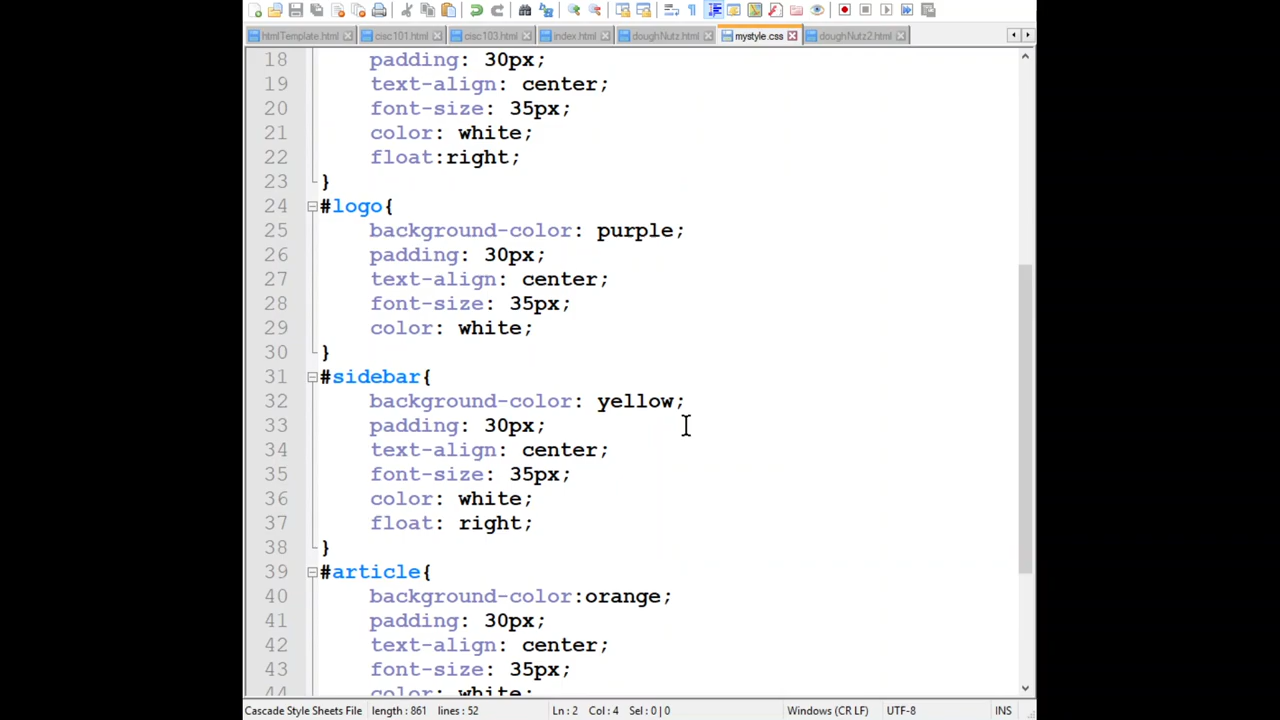 htmlTemplate.html cisc101.html cisc103.html index.html doughNutz.html mystyle.css doughNutz2.html
18 padding: 30px;
19 text-align: center;
20 font-size: 35px;
21 color: white;
22 float:right;
23 }
24 #logo{
25 background-color: purple;
26 padding: 30px;
27 text-align: center;
28 font-size: 35px;
29 color: white;
30 }
31 #sidebar{
32 background-color: yellow;
33 padding: 30px;
34 text-align: center;
35 font-size: 35px;
36 color: white;
37 float: right;
38 }
39 #article{
40 background-color:orange;
41 padding: 30px;
42 text-align: center;
43 font-size: 35px;
44 color: white;
Cascade Style Sheets File length : 861 lines : 52 Ln : 2 Col : 4 Sel : 0 | 0 Windows (CR LF) UTF-8 INS